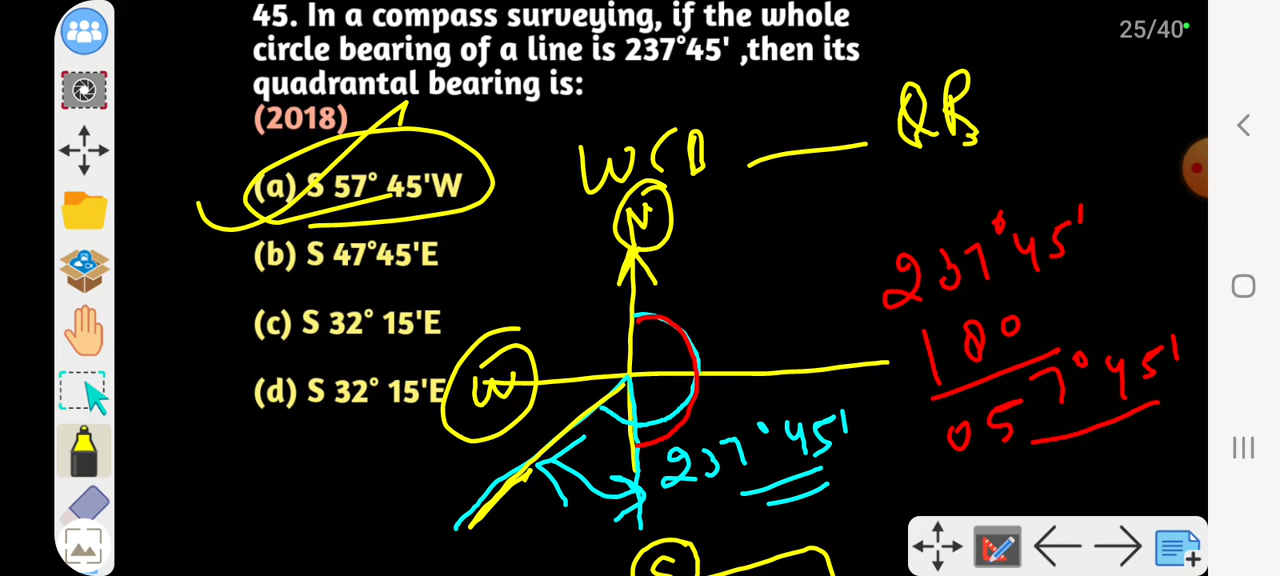 45. In a compass surveying, if the whole
circle bearing of a line is 237°45' ,then its
quadrantal bearing is:
(2018)
25/40
WCB — QB
(a) S 57° 45'W
(b) S 47°45'E
(c) S 32° 15'E
(d) S 32° 15'E
N
W
237°45'
180
057°45'
237°45'
S